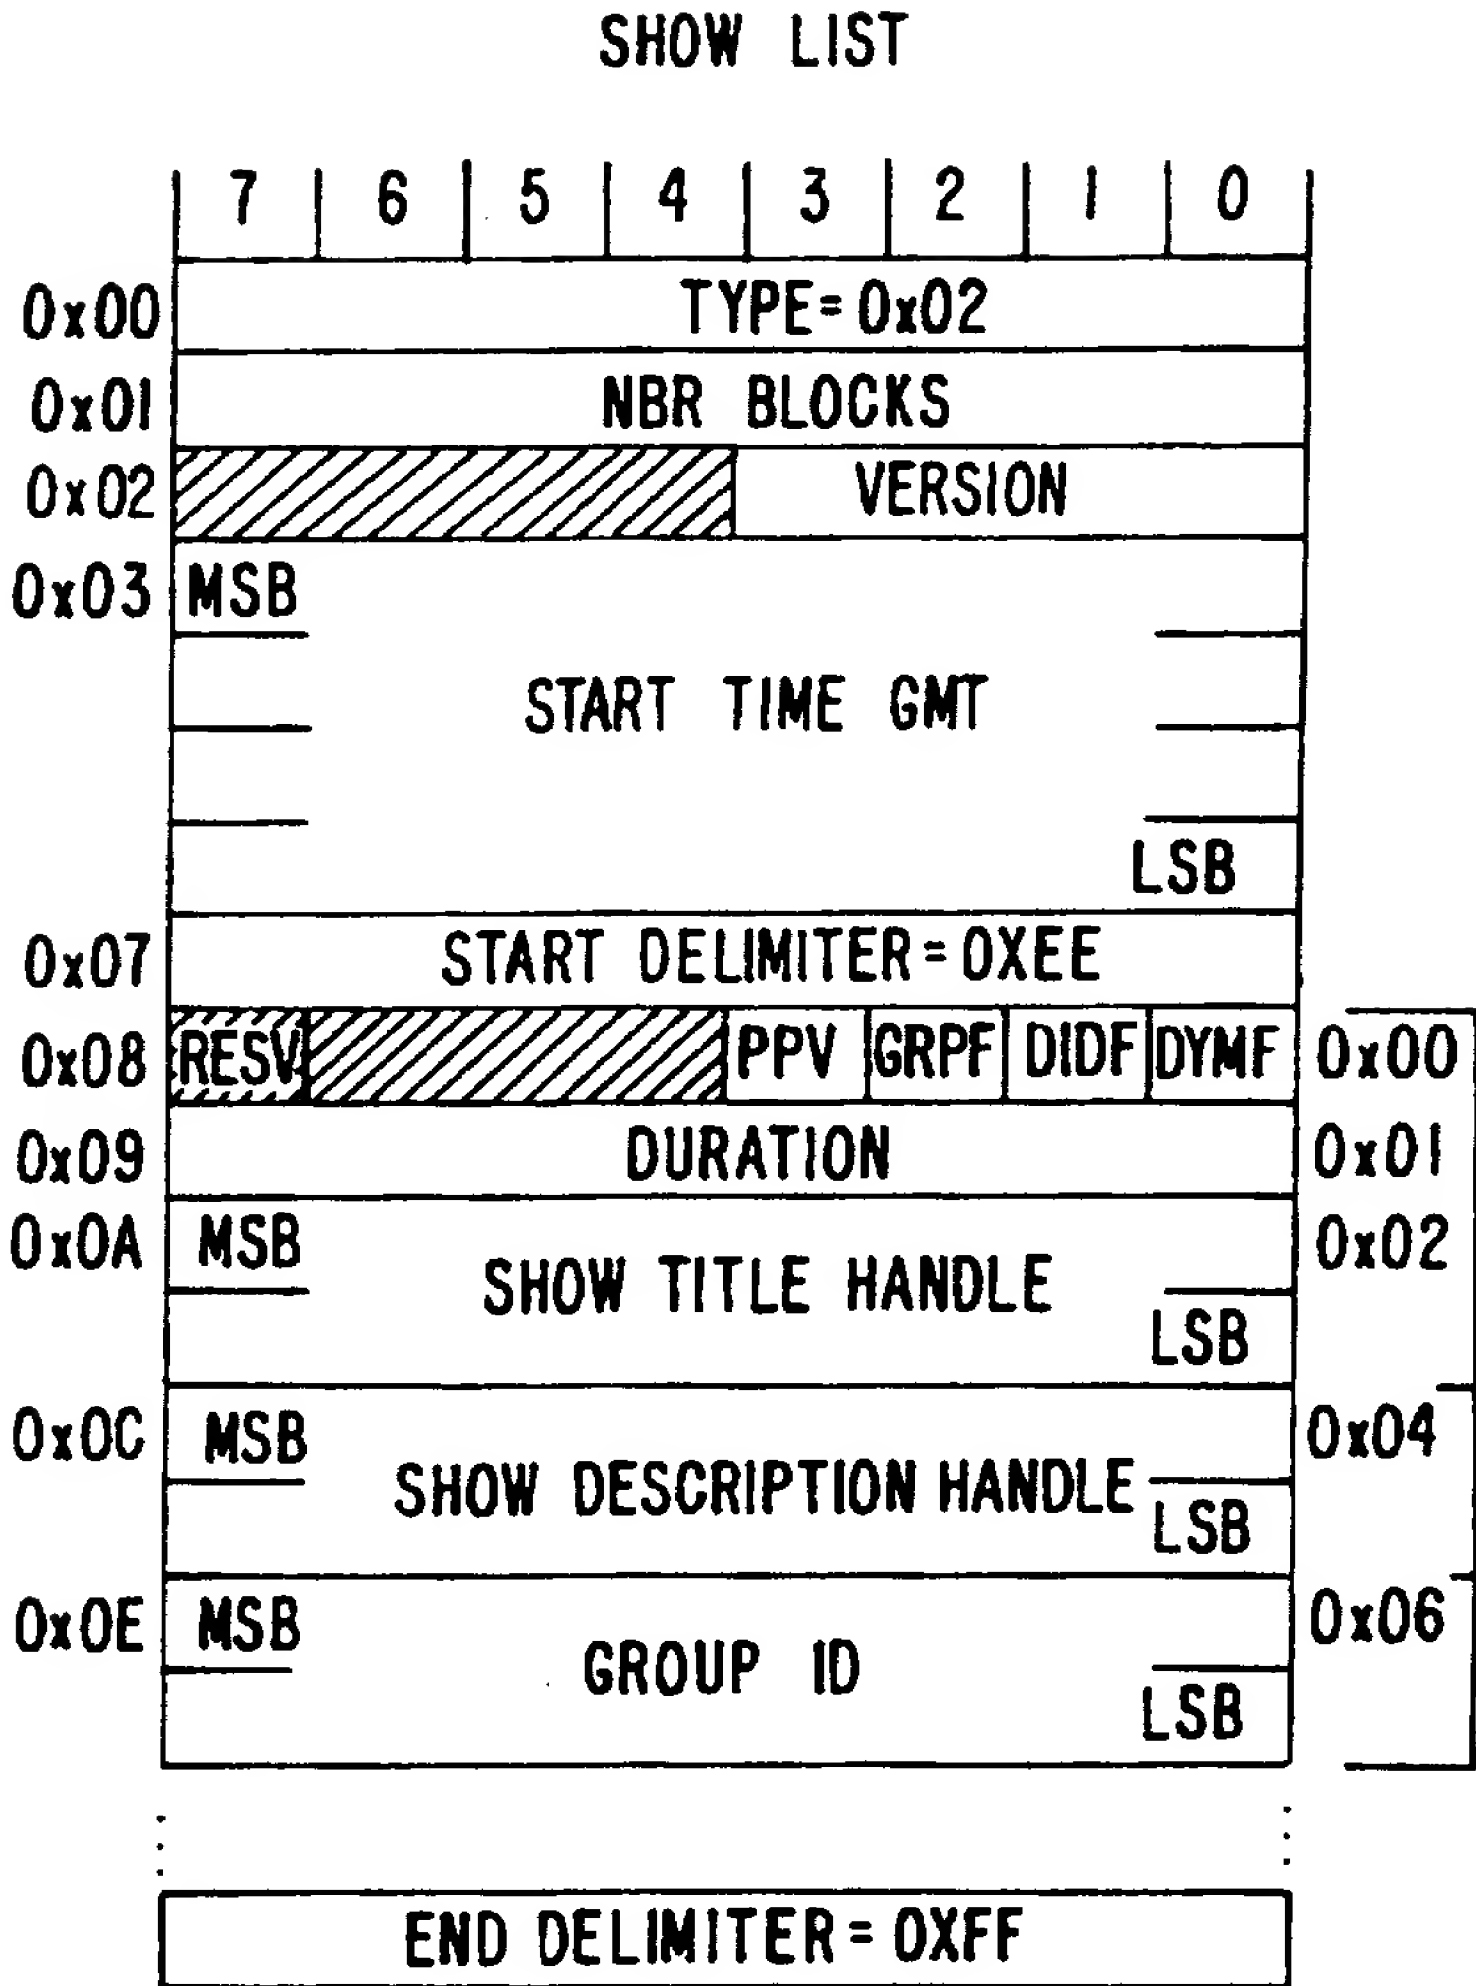 SHOW LIST
7 6 5 4 3 2 1 0
0x00 TYPE=0x02
0x01 NBR BLOCKS
0x02 VERSION
0x03 MSB
START TIME GMT
LSB
0x07 START DELIMITER=0XEE
0x08 RESV PPV GRPF DIDF DYMF 0x00
0x09 DURATION 0x01
0x0A MSB 0x02
SHOW TITLE HANDLE
LSB
0x0C MSB 0x04
SHOW DESCRIPTION HANDLE
LSB
0x0E MSB 0x06
GROUP ID
LSB
END DELIMITER=0XFF